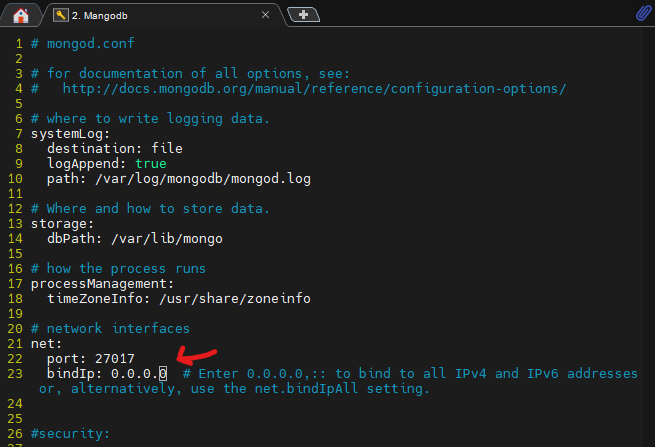 2. Mangodb
1 # mongod.conf
2
3 # for documentation of all options, see:
4 #   http://docs.mongodb.org/manual/reference/configuration-options/
5
6 # where to write logging data.
7 systemLog:
8   destination: file
9   logAppend: true
10   path: /var/log/mongodb/mongod.log
11
12 # Where and how to store data.
13 storage:
14   dbPath: /var/lib/mongo
15
16 # how the process runs
17 processManagement:
18   timeZoneInfo: /usr/share/zoneinfo
19
20 # network interfaces
21 net:
22   port: 27017
23   bindIp: 0.0.0.0  # Enter 0.0.0.0,:: to bind to all IPv4 and IPv6 addresses
or, alternatively, use the net.bindIpAll setting.
24
25
26 #security:
27